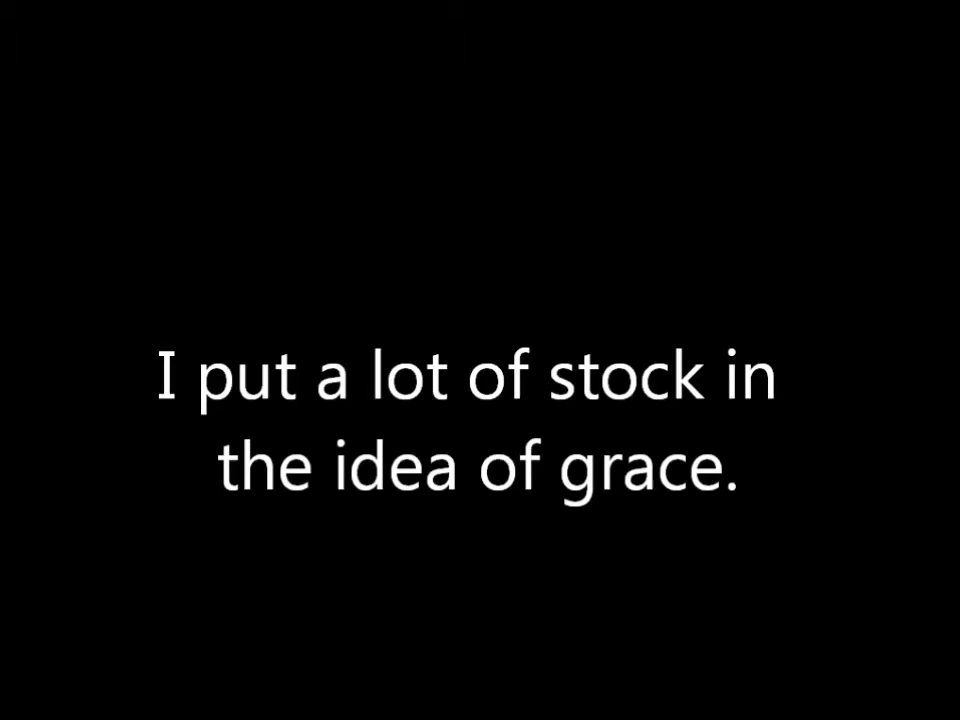 I put a lot of stock in
the idea of grace.